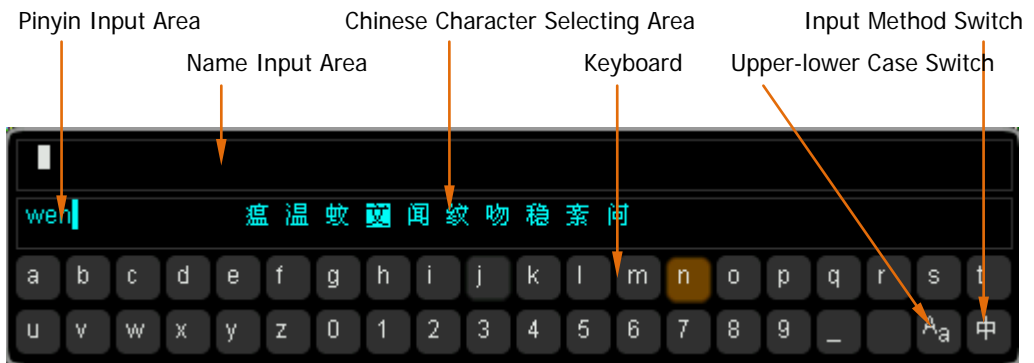 Pinyin Input Area Chinese Character Selecting Area Input Method Switch
Name Input Area Keyboard Upper-lower Case Switch
wen 瘟 温 蚊 文 闻 纹 吻 稳 紊 问
a b c d e f g h i j k l m n o p q r s t
u v w x y z 0 1 2 3 4 5 6 7 8 9 _ Aa 中